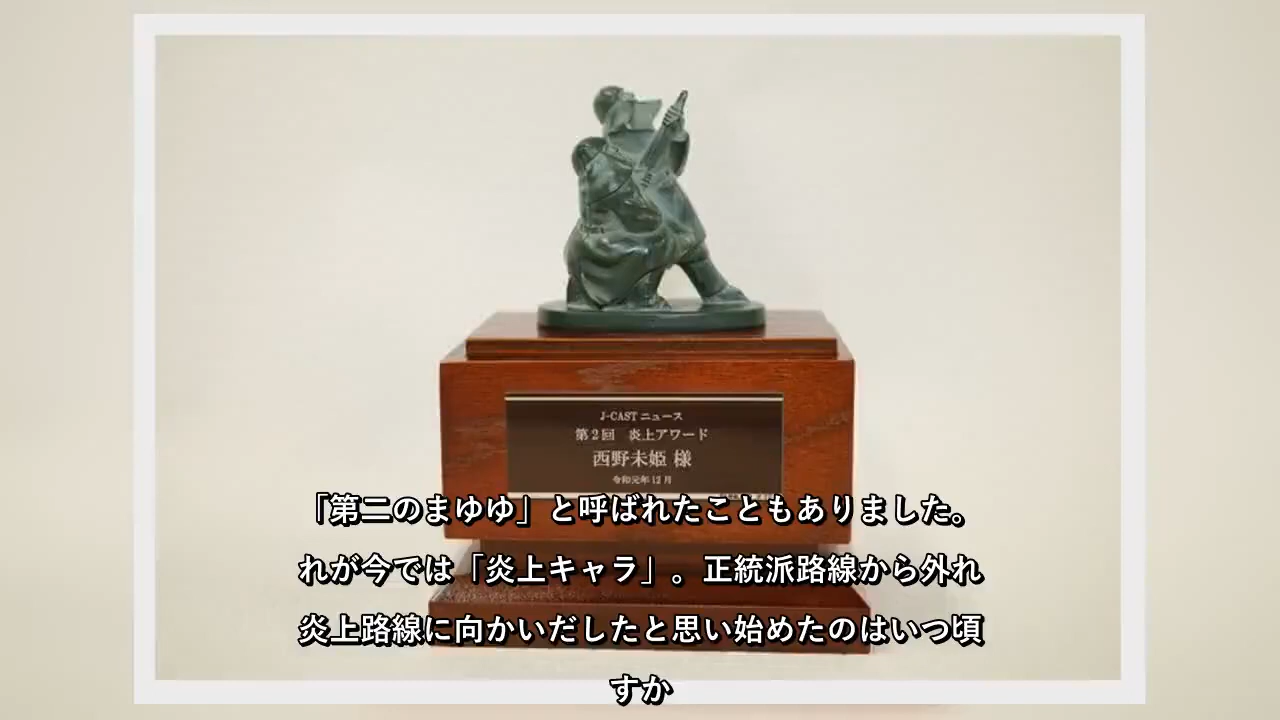 J-CASTニュース
第2回 炎上アワード
西野未姫 様
令和元年12月
「第二のまゆゆ」と呼ばれたこともありました。
れが今では「炎上キャラ」。正統派路線から外れ
炎上路線に向かいだしたと思い始めたのはいつ頃
すか